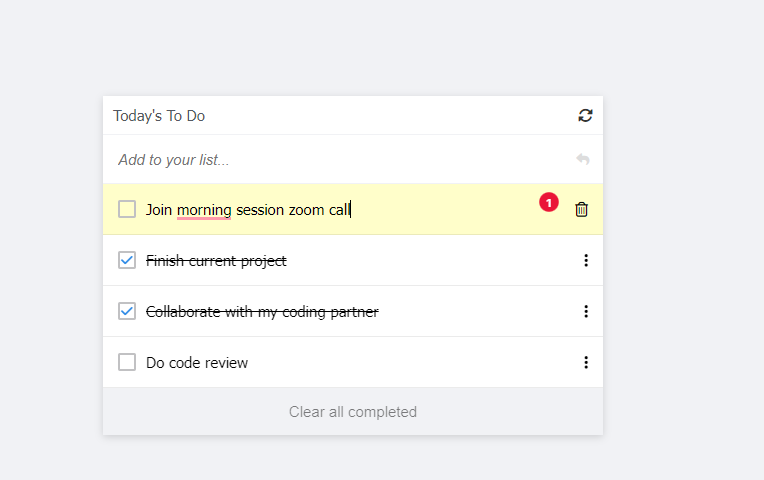 Today's To Do
Add to your list...
Join morning session zoom call
1
Finish current project
Collaborate with my coding partner
Do code review
Clear all completed